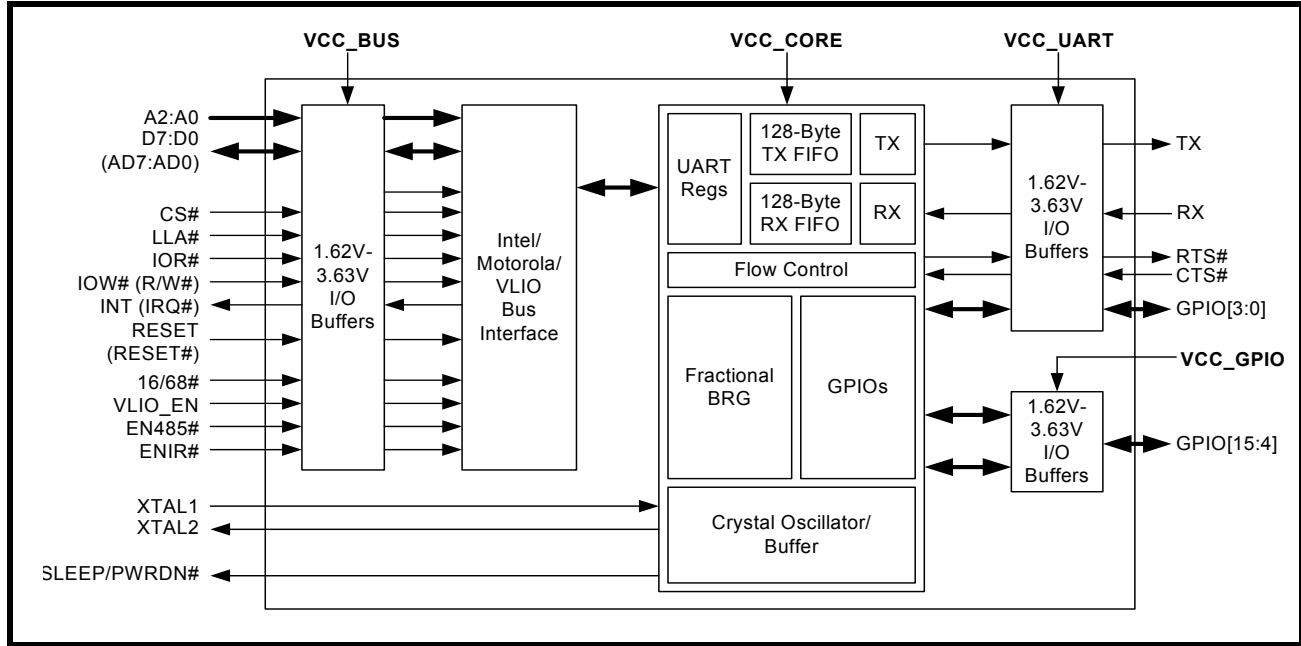 VCC_BUS
VCC_CORE
VCC_UART
A2:A0
D7:D0
(AD7:AD0)
CS#
LLA#
IOR#
IOW# (R/W#)
INT (IRQ#)
RESET
(RESET#)
16/68#
VLIO_EN
EN485#
ENIR#
XTAL1
XTAL2
SLEEP/PWRDN#
1.62V-
3.63V
I/O
Buffers
Intel/
Motorola/
VLIO
Bus
Interface
UART
Regs
128-Byte
TX FIFO
TX
128-Byte
RX FIFO
RX
Flow Control
Fractional
BRG
GPIOs
Crystal Oscillator/
Buffer
1.62V-
3.63V
I/O
Buffers
TX
RX
RTS#
CTS#
GPIO[3:0]
VCC_GPIO
1.62V-
3.63V
I/O
Buffers
GPIO[15:4]